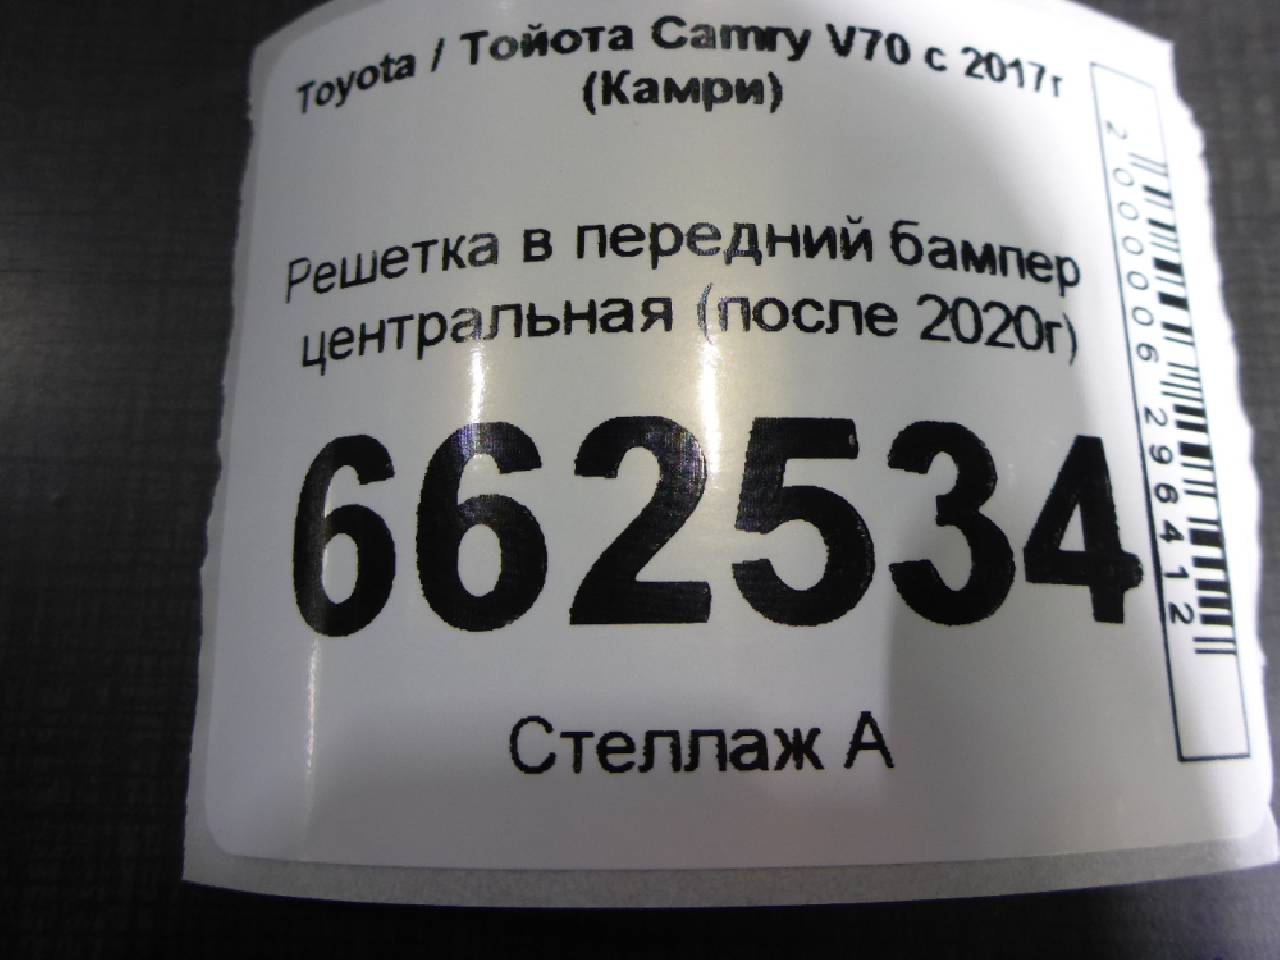 Toyota / Тойота Camry V70 с 2017г
(Камри)
Решетка в передний бампер
центральная (после 2020г)
662534
Стеллаж А
2000006296412